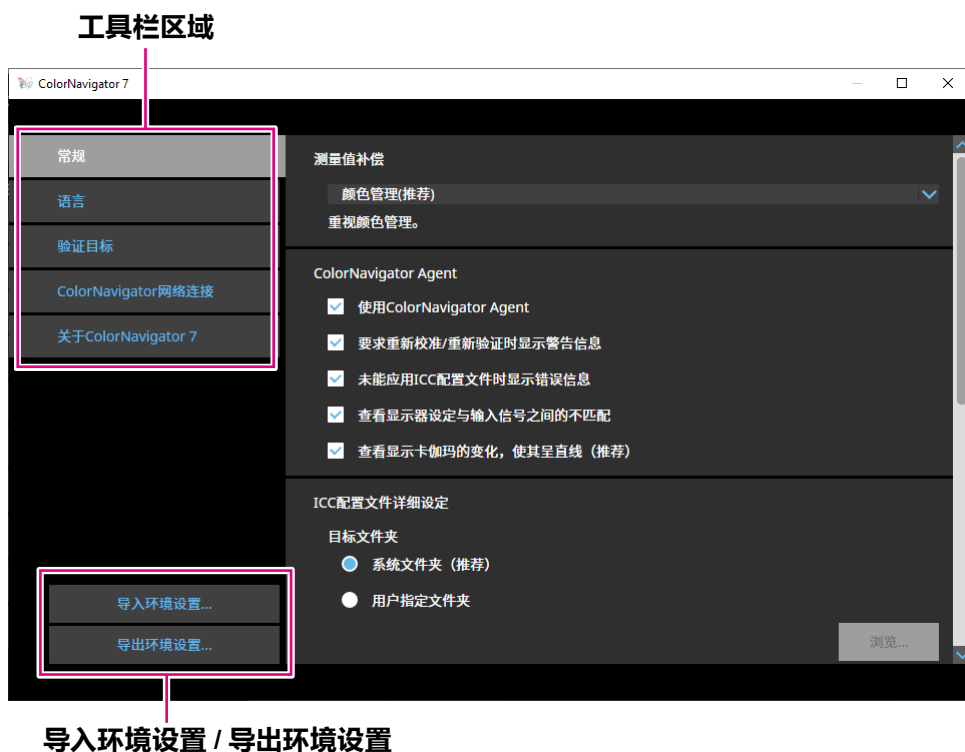 工具栏区域
ColorNavigator 7
常规
语言
验证目标
ColorNavigator网络连接
关于ColorNavigator 7
测量值补偿
颜色管理(推荐)
重视颜色管理。
ColorNavigator Agent
使用ColorNavigator Agent
要求重新校准/重新验证时显示警告信息
未能应用ICC配置文件时显示错误信息
查看显示器设定与输入信号之间的不匹配
查看显示卡伽玛的变化，使其呈直线（推荐）
ICC配置文件详细设定
目标文件夹
系统文件夹（推荐）
用户指定文件夹
浏览...
导入环境设置...
导出环境设置...
导入环境设置 / 导出环境设置